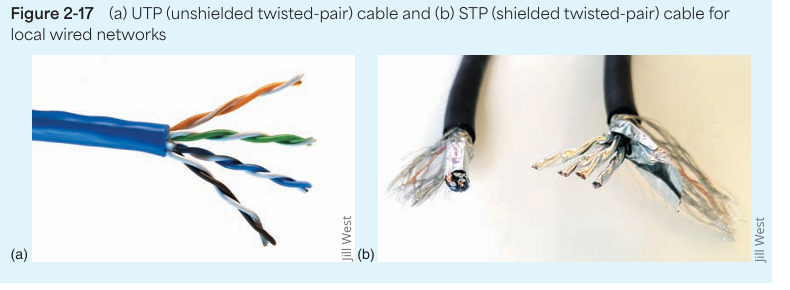 Figure 2-17 (a) UTP (unshielded twisted-pair) cable and (b) STP (shielded twisted-pair) cable for
local wired networks
(a)
Jill West
(b)
Jill West